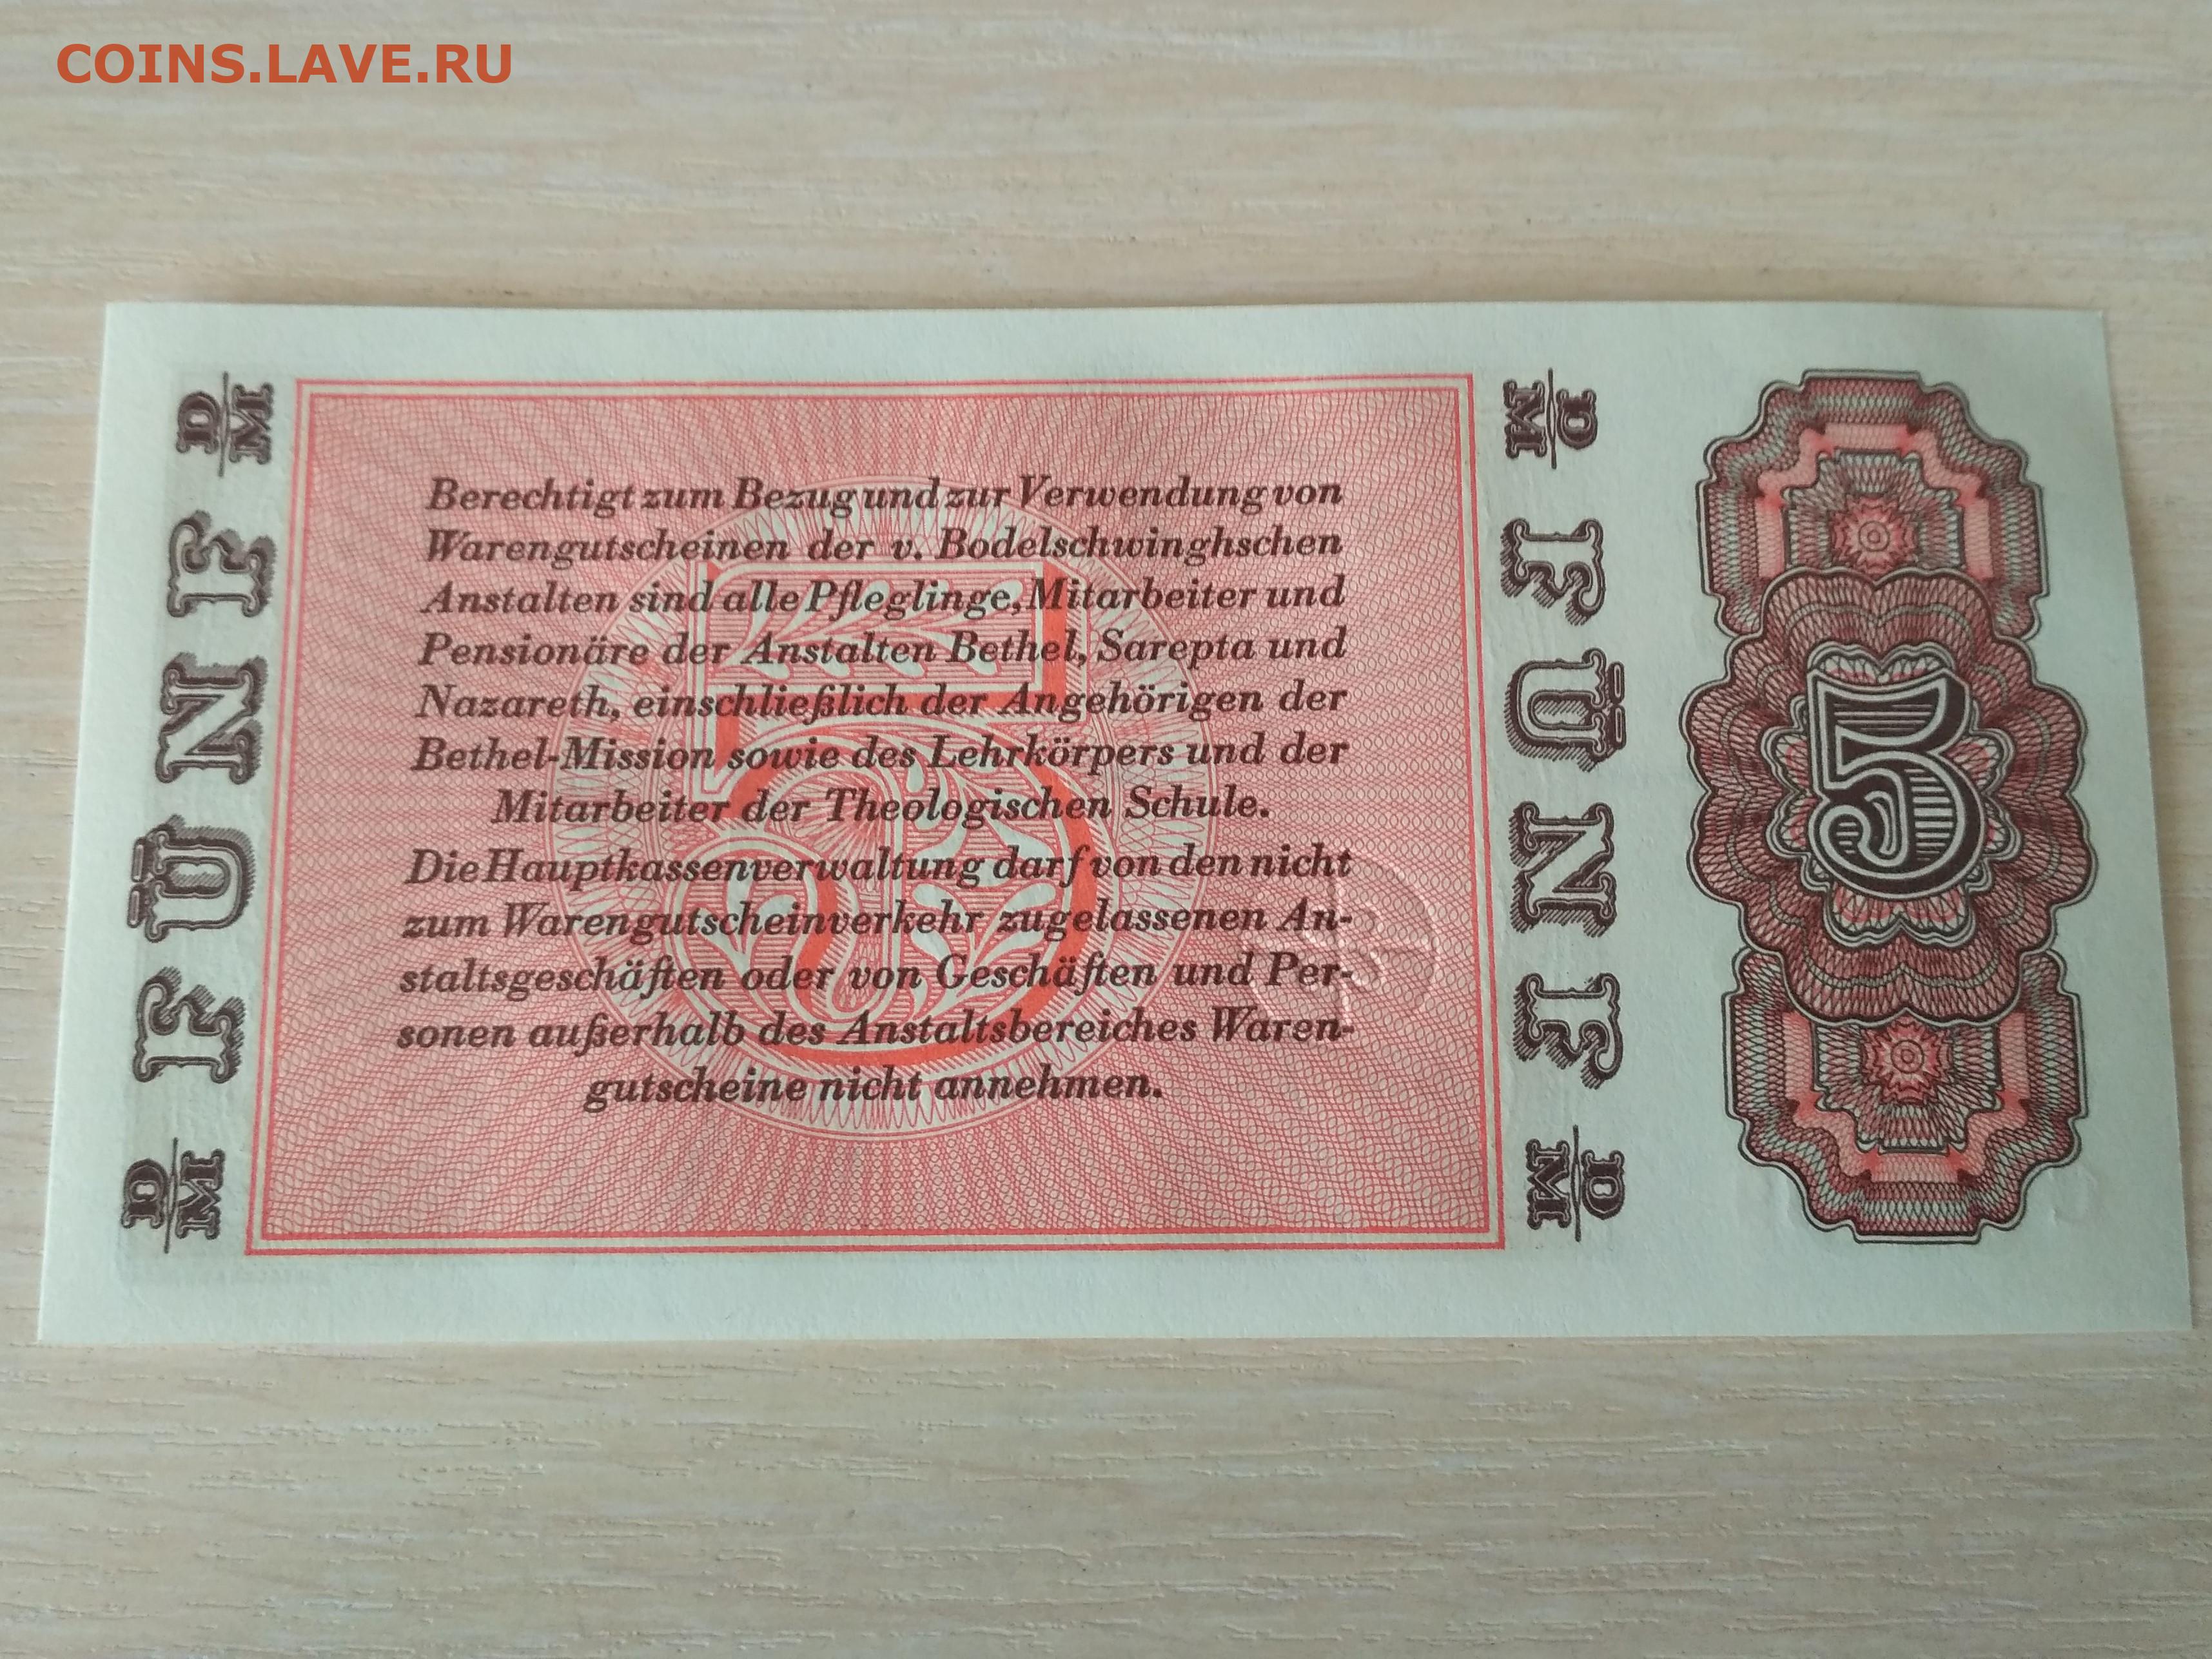 COINS.LAVE.RU
D
M
FÜNF
D
M
Berechtigt zum Bezug und zur Verwendung von
Warengutscheinen der v. Bodelschwinghschen
Anstalten sind alle Pfleglinge, Mitarbeiter und
Pensionäre der Anstalten Bethel, Sarepta und
Nazareth, einschließlich der Angehörigen der
Bethel-Mission sowie des Lehrkörpers und der
Mitarbeiter der Theologischen Schule.
Die Hauptkassenverwaltung darf von den nicht
zum Warengutscheinverkehr zugelassenen An-
staltsgeschäften oder von Geschäften und Per-
sonen außerhalb des Anstaltsbereiches Waren-
gutscheine nicht annehmen.
5
D
M
FÜNF
D
M
5